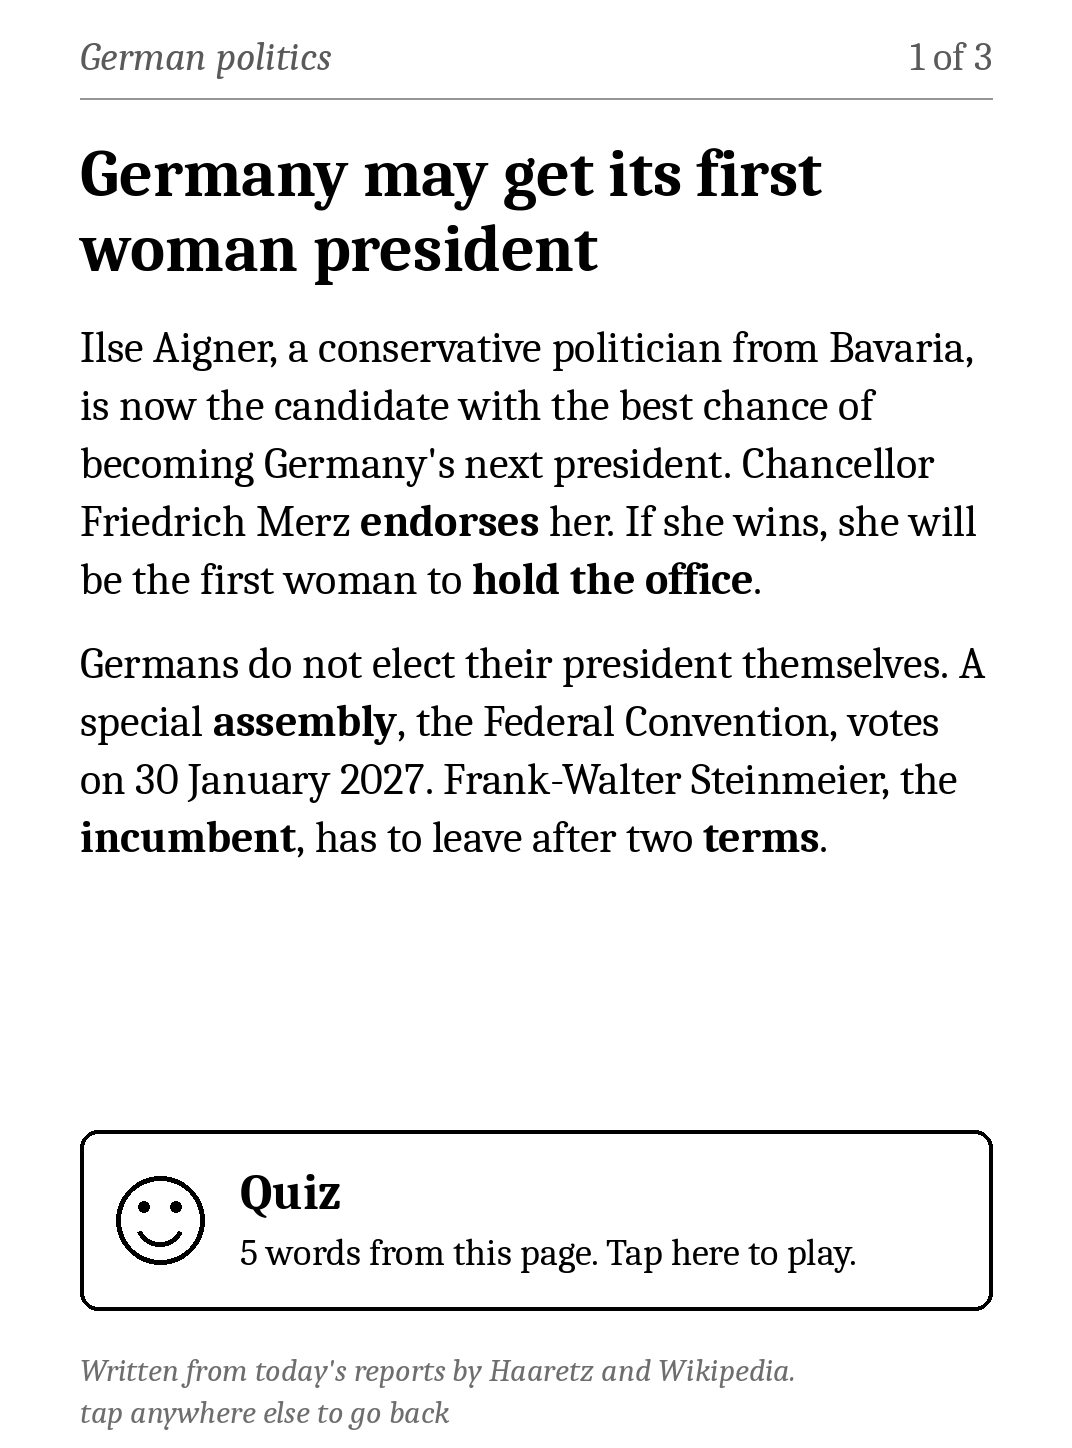 German politics
1 of 3
Germany may get its first
woman president
Ilse Aigner, a conservative politician from Bavaria,
is now the candidate with the best chance of
becoming Germany's next president. Chancellor
Friedrich Merz endorses her. If she wins, she will
be the first woman to hold the office.
Germans do not elect their president themselves. A
special assembly, the Federal Convention, votes
on 30 January 2027. Frank-Walter Steinmeier, the
incumbent, has to leave after two terms.
Quiz
5 words from this page. Tap here to play.
Written from today's reports by Haaretz and Wikipedia.
tap anywhere else to go back